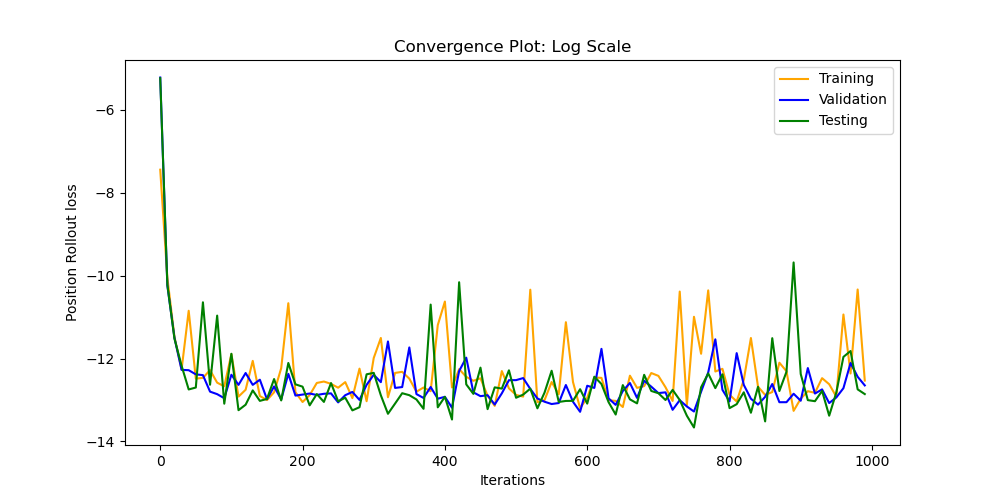 Convergence Plot: Log Scale
Training
Validation
Testing
Position Rollout loss
−6
−8
−10
−12
−14
0
200
400
600
800
1000
Iterations